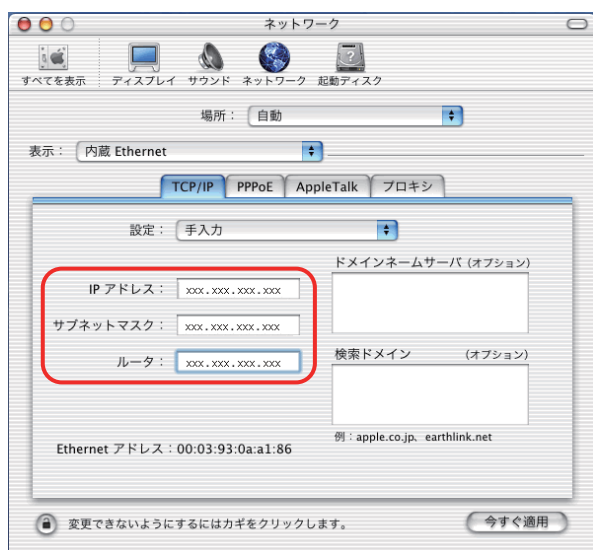 ネットワーク
すべてを表示 ディスプレイ サウンド ネットワーク 起動ディスク
場所： 自動
表示： 内蔵 Ethernet
TCP/IP PPPoE AppleTalk プロキシ
設定： 手入力
ドメインネームサーバ (オプション)
IP アドレス： xxx.xxx.xxx.xxx
サブネットマスク： xxx.xxx.xxx.xxx
ルータ： xxx.xxx.xxx.xxx
検索ドメイン (オプション)
例：apple.co.jp、earthlink.net
Ethernet アドレス：00:03:93:0a:a1:86
変更できないようにするにはカギをクリックします。
今すぐ適用